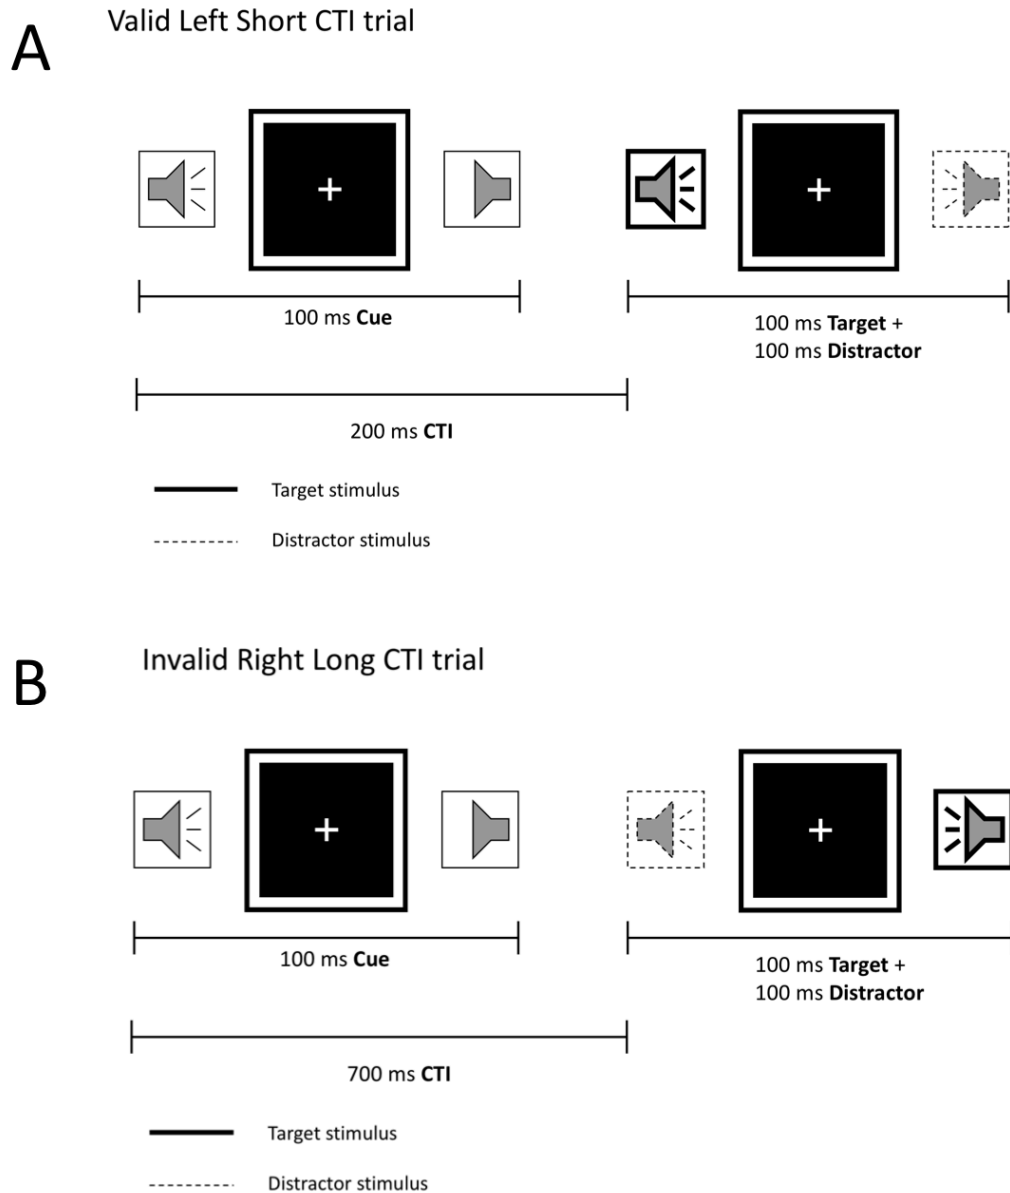 A
Valid Left Short CTI trial
100 ms Cue
100 ms Target +
100 ms Distractor
200 ms CTI
Target stimulus
Distractor stimulus
B
Invalid Right Long CTI trial
100 ms Cue
100 ms Target +
100 ms Distractor
700 ms CTI
Target stimulus
Distractor stimulus